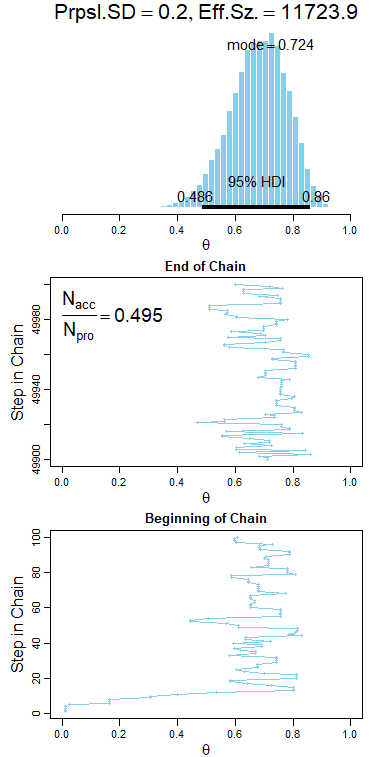 Prpsl.SD = 0.2, Eff.Sz. = 11723.9
mode = 0.724
95% HDI
0.486 0.86
0.0 0.2 0.4 0.6 0.8 1.0
θ
End of Chain
Nacc
Npro
= 0.495
Step in Chain
49900 49940 49980
0.0 0.2 0.4 0.6 0.8 1.0
θ
Beginning of Chain
Step in Chain
0 20 40 60 80 100
0.0 0.2 0.4 0.6 0.8 1.0
θ